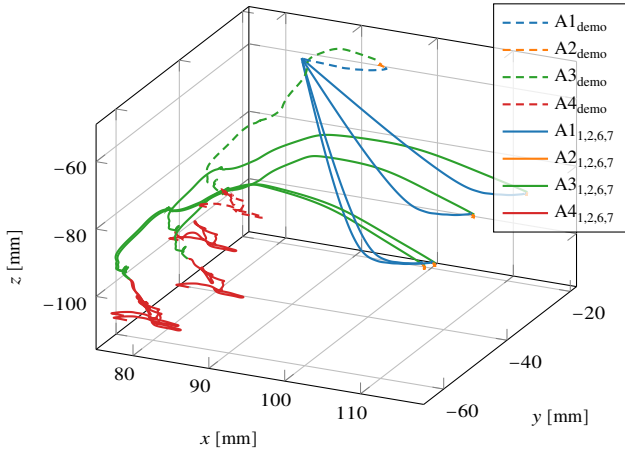 A1demo
A2demo
A3demo
A4demo
A11,2,6,7
A21,2,6,7
A31,2,6,7
A41,2,6,7
−60
−80
−100
z [mm]
80
90
100
110
x [mm]
−60
−40
−20
y [mm]